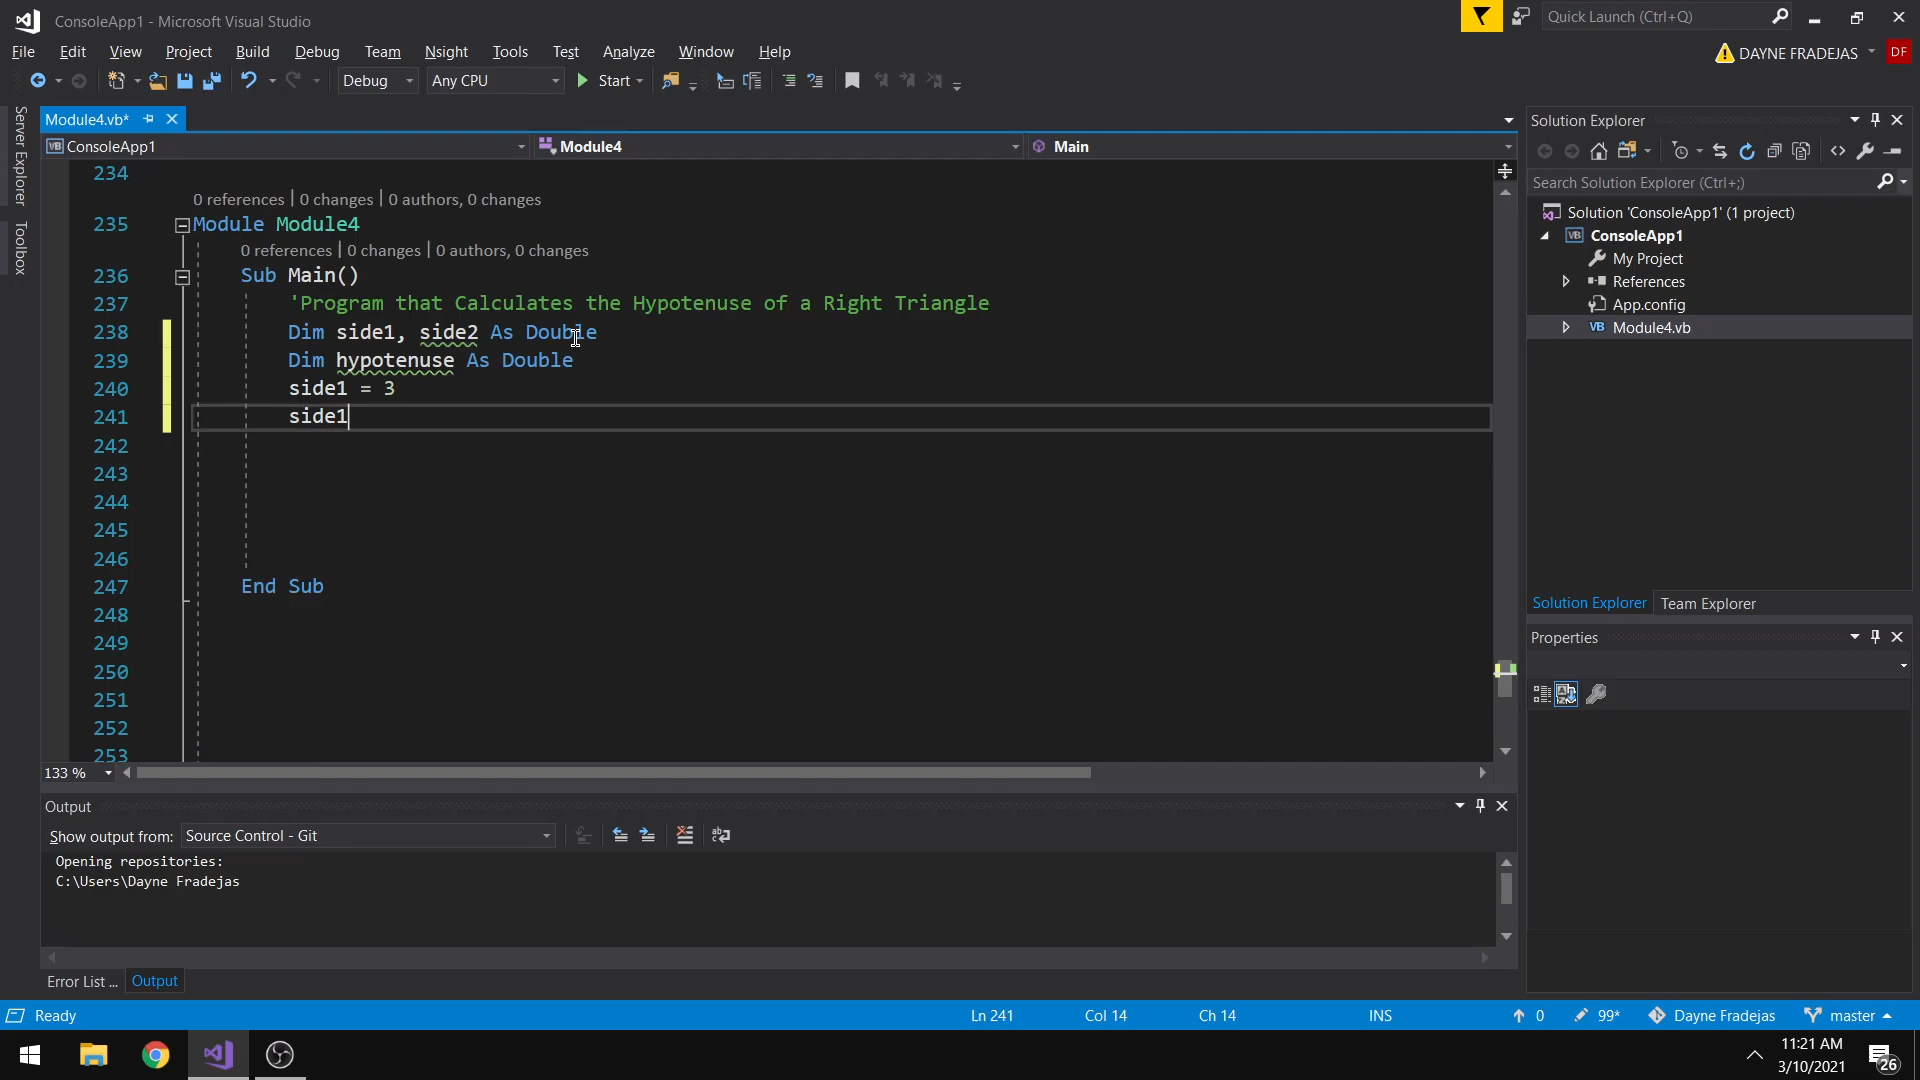 ConsoleApp1 - Microsoft Visual Studio
Quick Launch (Ctrl+Q)
File Edit View Project Build Debug Team Nsight Tools Test Analyze Window Help
DAYNE FRADEJAS
DF
Debug Any CPU Start
Server Explorer
Toolbox
Module4.vb*
ConsoleApp1
Module4
Main
234
0 references | 0 changes | 0 authors, 0 changes
235 Module Module4
0 references | 0 changes | 0 authors, 0 changes
236 Sub Main()
237 'Program that Calculates the Hypotenuse of a Right Triangle
238 Dim side1, side2 As Double
239 Dim hypotenuse As Double
240 side1 = 3
241 side1
242
243
244
245
246
247 End Sub
248
249
250
251
252
253
133 %
Output
Show output from: Source Control - Git
Opening repositories:
C:\Users\Dayne Fradejas
Error List ... Output
Solution Explorer
Search Solution Explorer (Ctrl+;)
Solution 'ConsoleApp1' (1 project)
VB ConsoleApp1
My Project
References
App.config
VB Module4.vb
Solution Explorer Team Explorer
Properties
Ready
Ln 241 Col 14 Ch 14 INS
0 99* Dayne Fradejas master
11:21 AM
3/10/2021
26